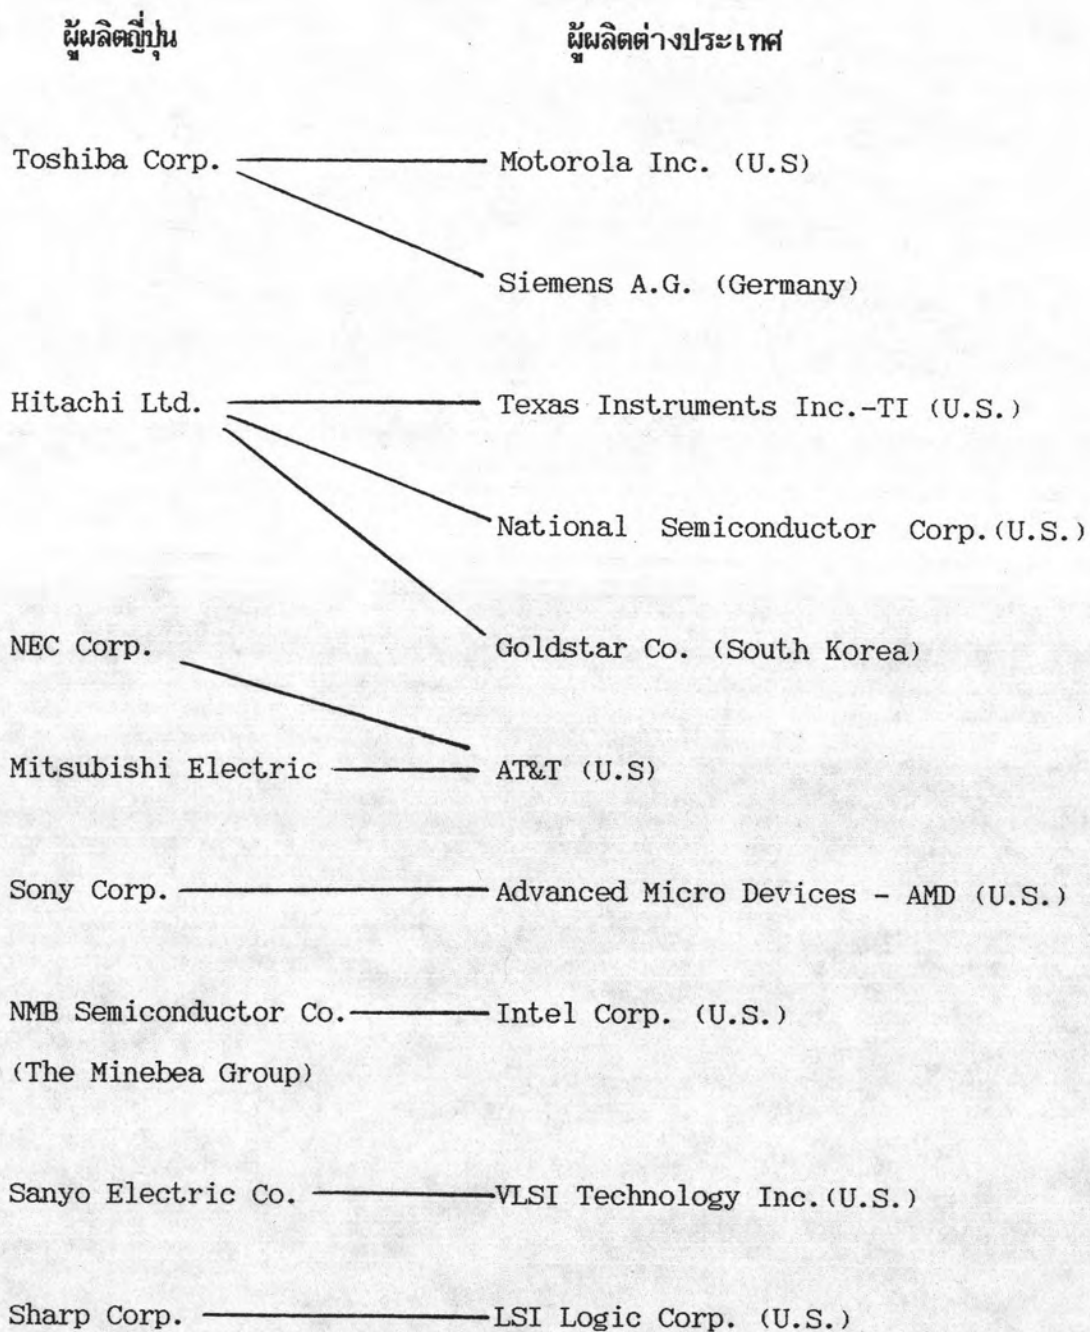 ผู้ผลิตญี่ปุ่น ผู้ผลิตต่างประเทศ
Toshiba Corp. Motorola Inc. (U.S)
Siemens A.G. (Germany)
Hitachi Ltd. Texas Instruments Inc.-TI (U.S.)
National Semiconductor Corp.(U.S.)
NEC Corp. Goldstar Co. (South Korea)
Mitsubishi Electric AT&T (U.S)
Sony Corp. Advanced Micro Devices - AMD (U.S.)
NMB Semiconductor Co. Intel Corp. (U.S.)
(The Minebea Group)
Sanyo Electric Co. VLSI Technology Inc.(U.S.)
Sharp Corp. LSI Logic Corp. (U.S.)